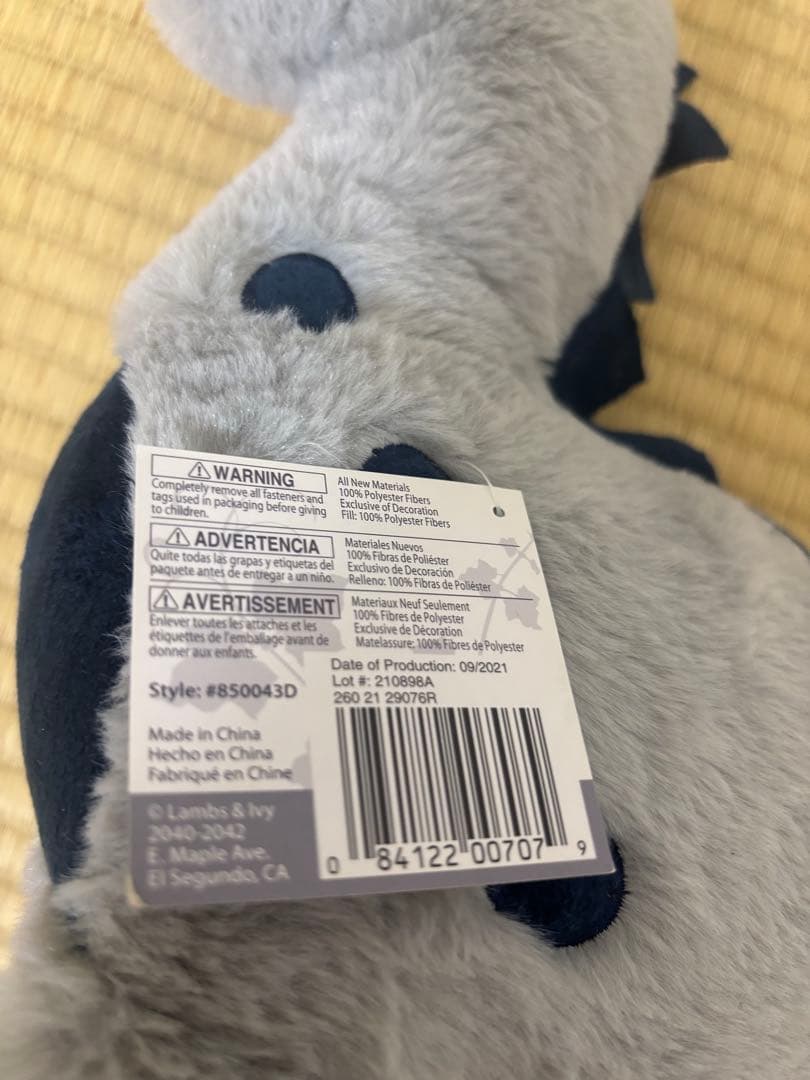 WARNING
Completely remove all fasteners and
tags used in packaging before giving
to children.
All New Materials
100% Polyester Fibers
Exclusive of Decoration
Fill: 100% Polyester Fibers
ADVERTENCIA
Quite todas las grapas y etiquetas del
paquete antes de entregar a un niño.
Materiales Nuevos
100% Fibras de Poliéster
Exclusivo de Decoración
Relleno: 100% Fibras de Poliéster
AVERTISSEMENT
Enlever toutes les attaches et les
étiquettes de l'emballage avant de
donner aux enfants.
Materiaux Neuf Seulement
100% Fibres de Polyester
Exclusive de Décoration
Matelassure: 100% Fibres de Polyester
Date of Production: 09/2021
Lot #: 210898A
260 21 29076R
Style: #850043D
Made in China
Hecho en China
Fabriqué en Chine
© Lambs & Ivy
2040-2042
E. Maple Ave.
El Segundo, CA
0 84122 00707 9